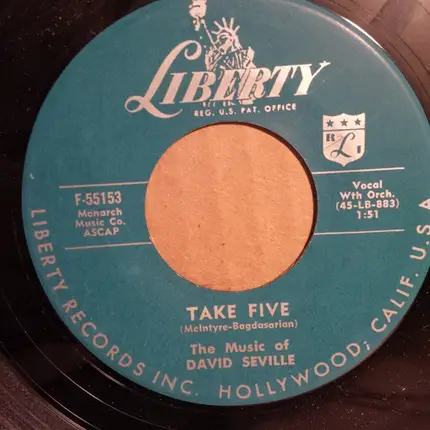 LIBERTY
REG. U.S. PAT. OFFICE
F-55153
Monarch
Music Co.
ASCAP
Vocal
Wth Orch.
(45-LB-883)
1:51
TAKE FIVE
(McIntyre-Bagdasarian)
The Music of
DAVID SEVILLE
LIBERTY RECORDS INC. HOLLYWOOD, CALIF. U.S.A